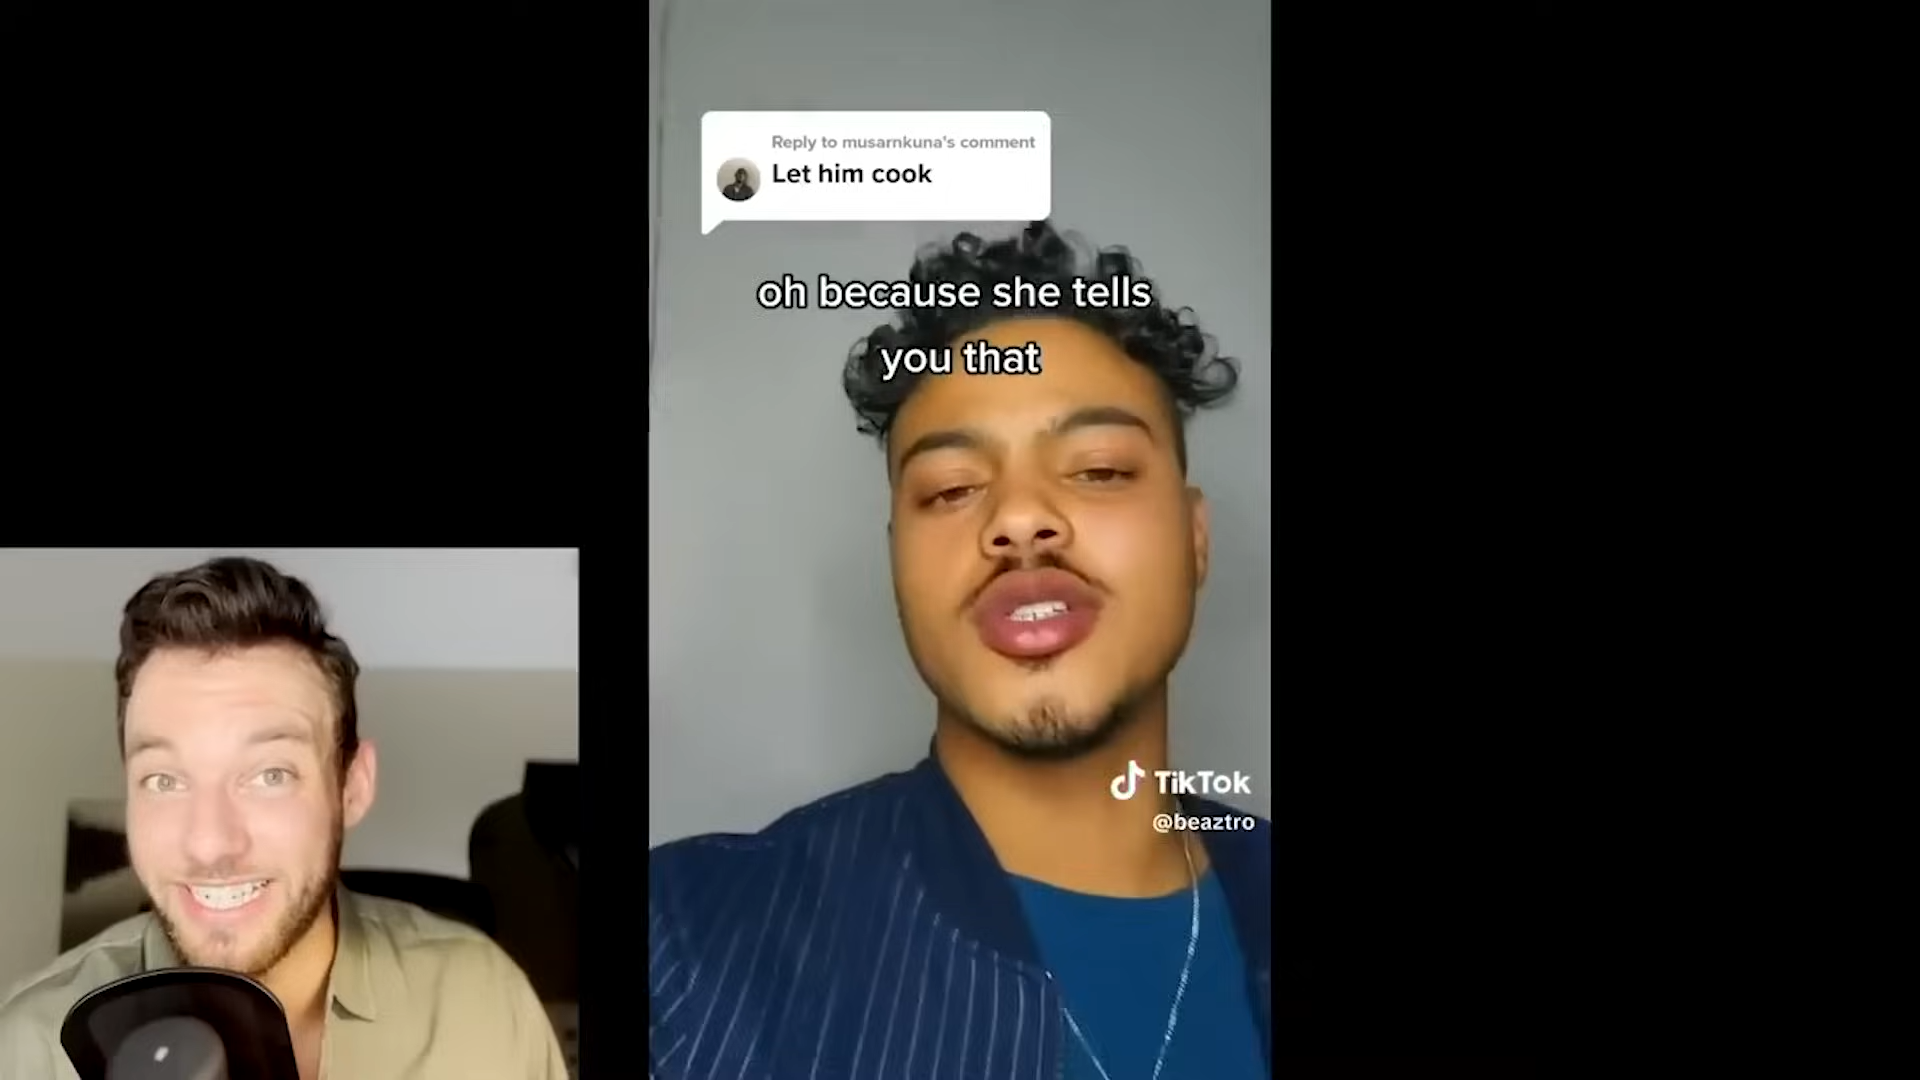 Reply to musarnkuna's comment
Let him cook
oh because she tells
you that
TikTok
@beaztro